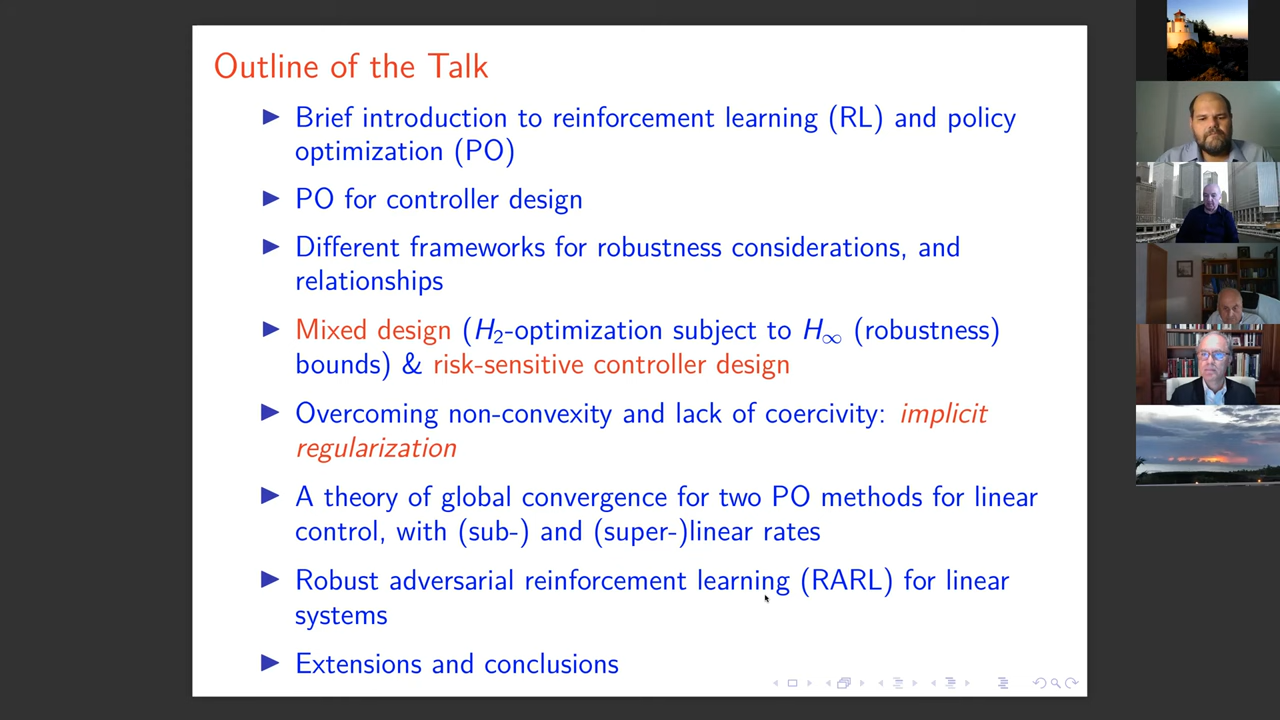 Outline of the Talk
Brief introduction to reinforcement learning (RL) and policy
optimization (PO)
PO for controller design
Different frameworks for robustness considerations, and
relationships
Mixed design (H₂-optimization subject to H∞ (robustness)
bounds) & risk-sensitive controller design
Overcoming non-convexity and lack of coercivity: implicit
regularization
A theory of global convergence for two PO methods for linear
control, with (sub-) and (super-)linear rates
Robust adversarial reinforcement learning (RARL) for linear
systems
Extensions and conclusions